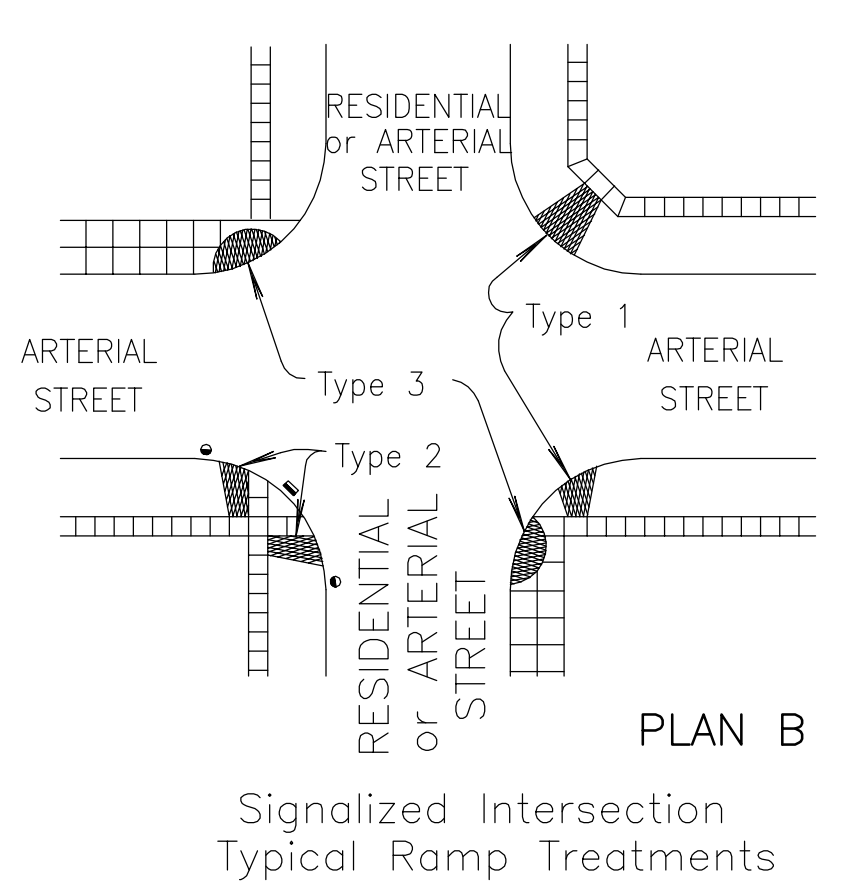 RESIDENTIAL
or ARTERIAL
STREET
Type 1
ARTERIAL
STREET
ARTERIAL
STREET
Type 3
Type 2
RESIDENTIAL
or ARTERIAL
STREET
PLAN B
Signalized Intersection
Typical Ramp Treatments